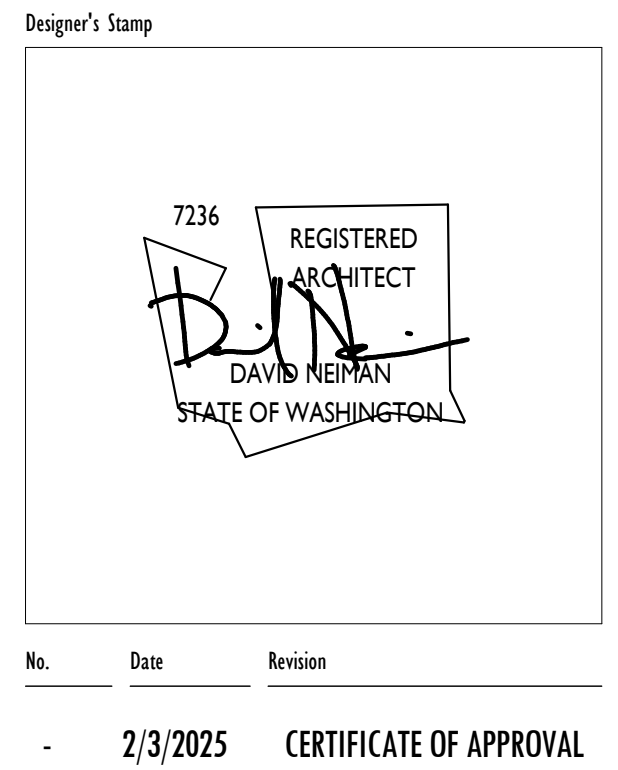 Designer's Stamp
7236
REGISTERED
ARCHITECT
DAVID NEIMAN
STATE OF WASHINGTON
No. Date Revision
- 2/3/2025 CERTIFICATE OF APPROVAL